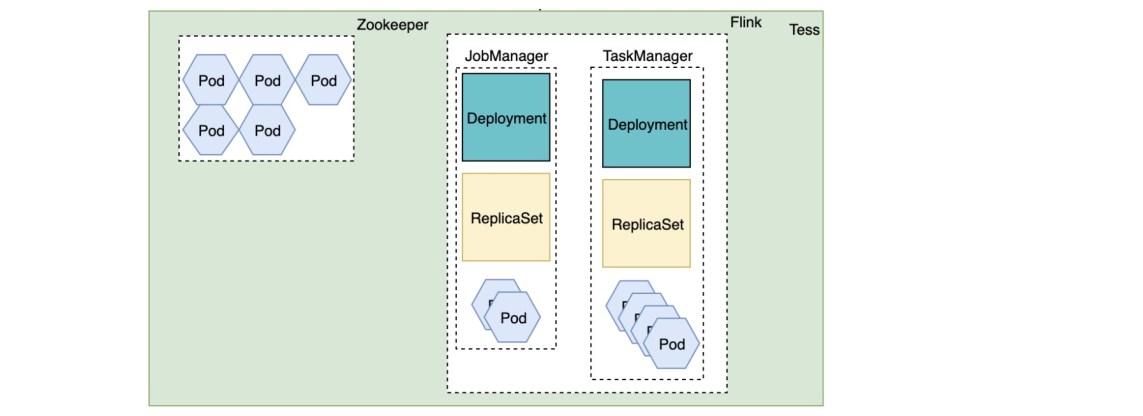 Zookeeper
Flink
Tess
Pod Pod Pod
Pod Pod
JobManager
TaskManager
Deployment
Deployment
ReplicaSet
ReplicaSet
Pod
Pod